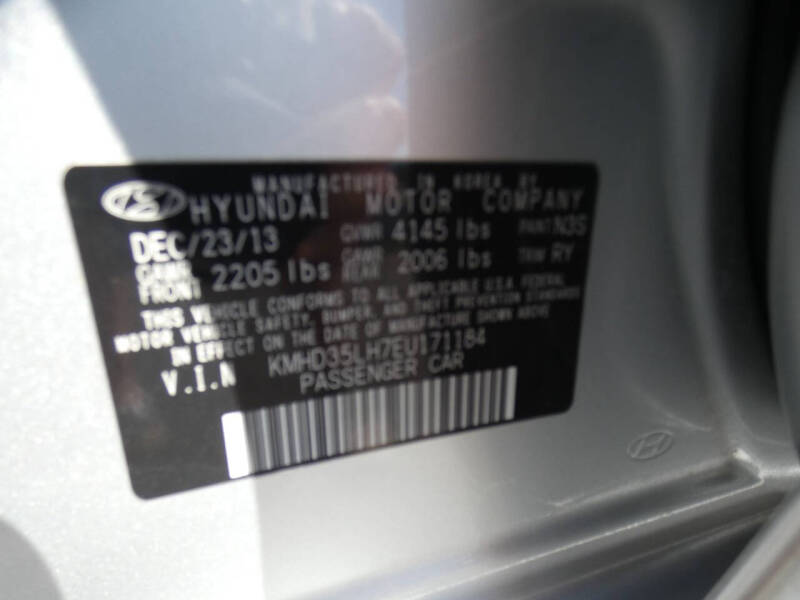 MANUFACTURED IN KOREA BY
HYUNDAI MOTOR COMPANY
DEC/23/13 GVWR 4145 lbs PAINT N3S
GAWR FRONT 2205 lbs GAWR REAR 2006 lbs TRIM RY
THIS VEHICLE CONFORMS TO ALL APPLICABLE U.S.A. FEDERAL
MOTOR VEHICLE SAFETY, BUMPER, AND THEFT PREVENTION STANDARDS
IN EFFECT ON THE DATE OF MANUFACTURE SHOWN ABOVE.
V.I.N KMHD35LH7EU171184
PASSENGER CAR